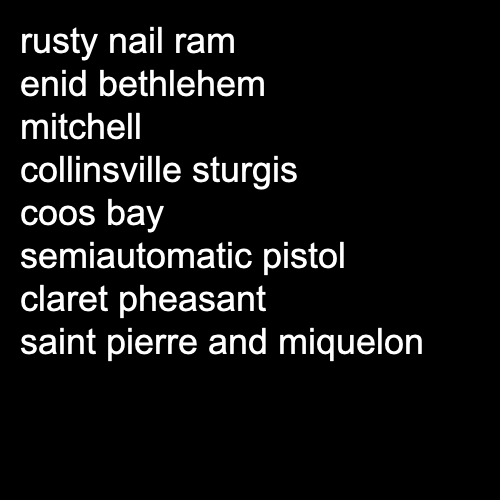 rusty nail ram
enid bethlehem
mitchell
collinsville sturgis
coos bay
semiautomatic pistol
claret pheasant
saint pierre and miquelon